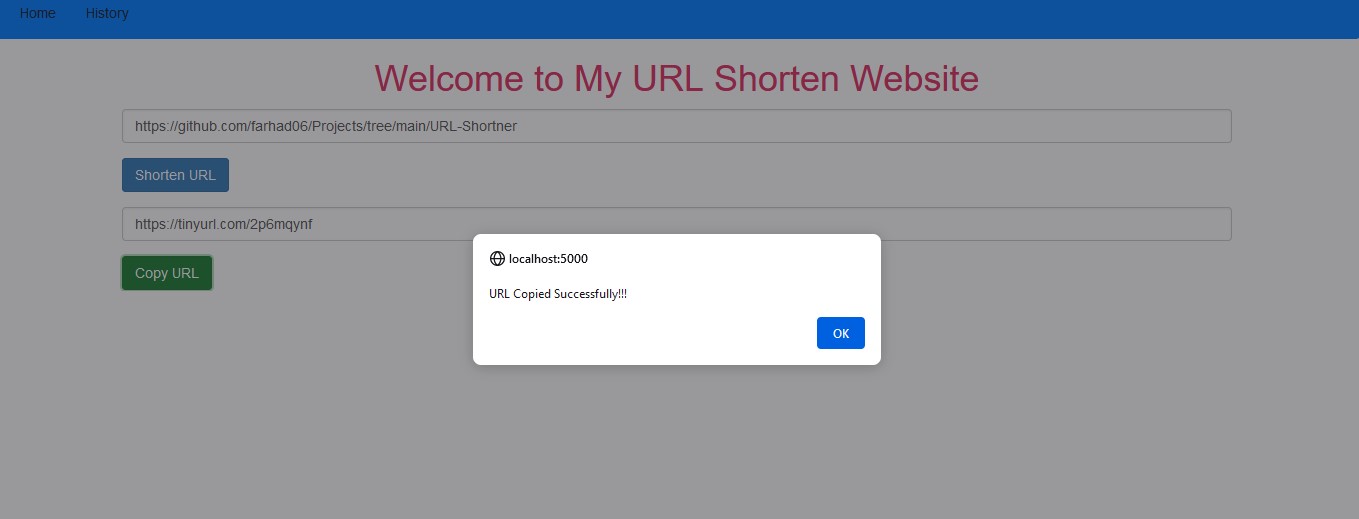 Home History
Welcome to My URL Shorten Website
https://github.com/farhad06/Projects/tree/main/URL-Shortner
Shorten URL
https://tinyurl.com/2p6mqynf
Copy URL
localhost:5000
URL Copied Successfully!!!
OK